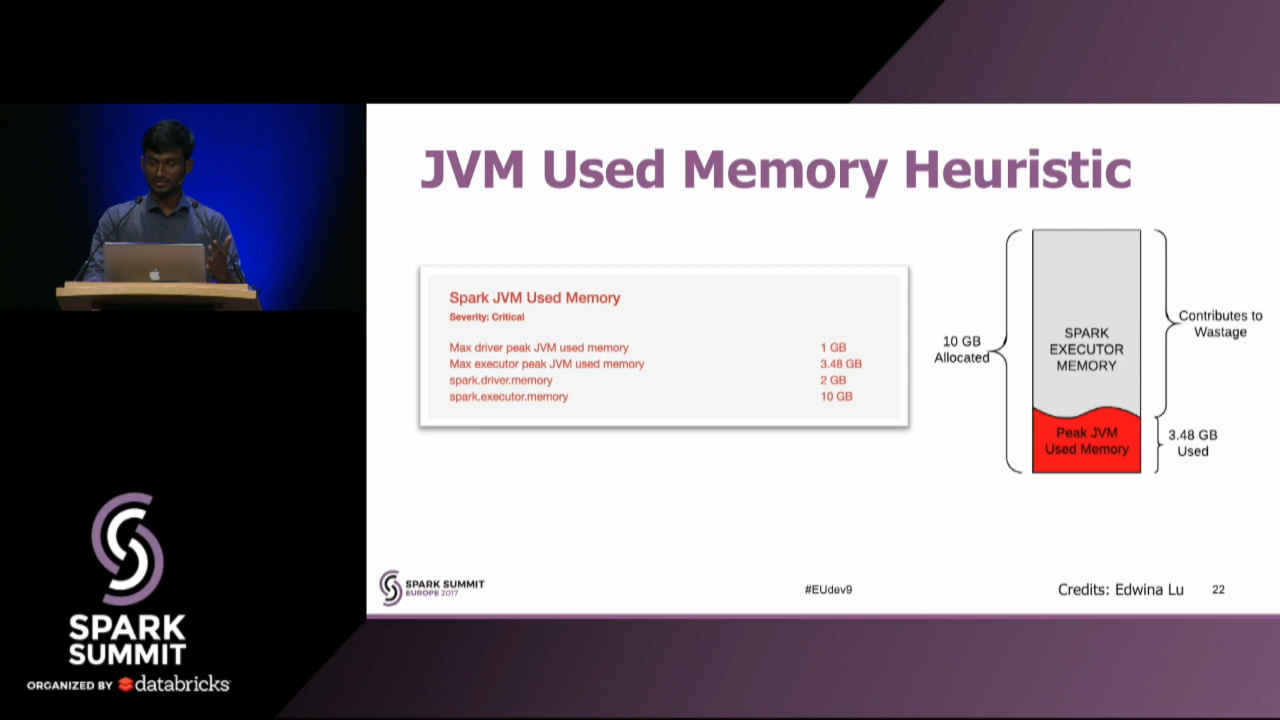 JVM Used Memory Heuristic
Spark JVM Used Memory
Severity: Critical
Max driver peak JVM used memory 1 GB
Max executor peak JVM used memory 3.48 GB
spark.driver.memory 2 GB
spark.executor.memory 10 GB
10 GB
Allocated
SPARK
EXECUTOR
MEMORY
Contributes to
Wastage
Peak JVM
Used Memory
3.48 GB
Used
SPARK SUMMIT
EUROPE 2017
#EUdev9
Credits: Edwina Lu
22
SPARK
SUMMIT
ORGANIZED BY databricks